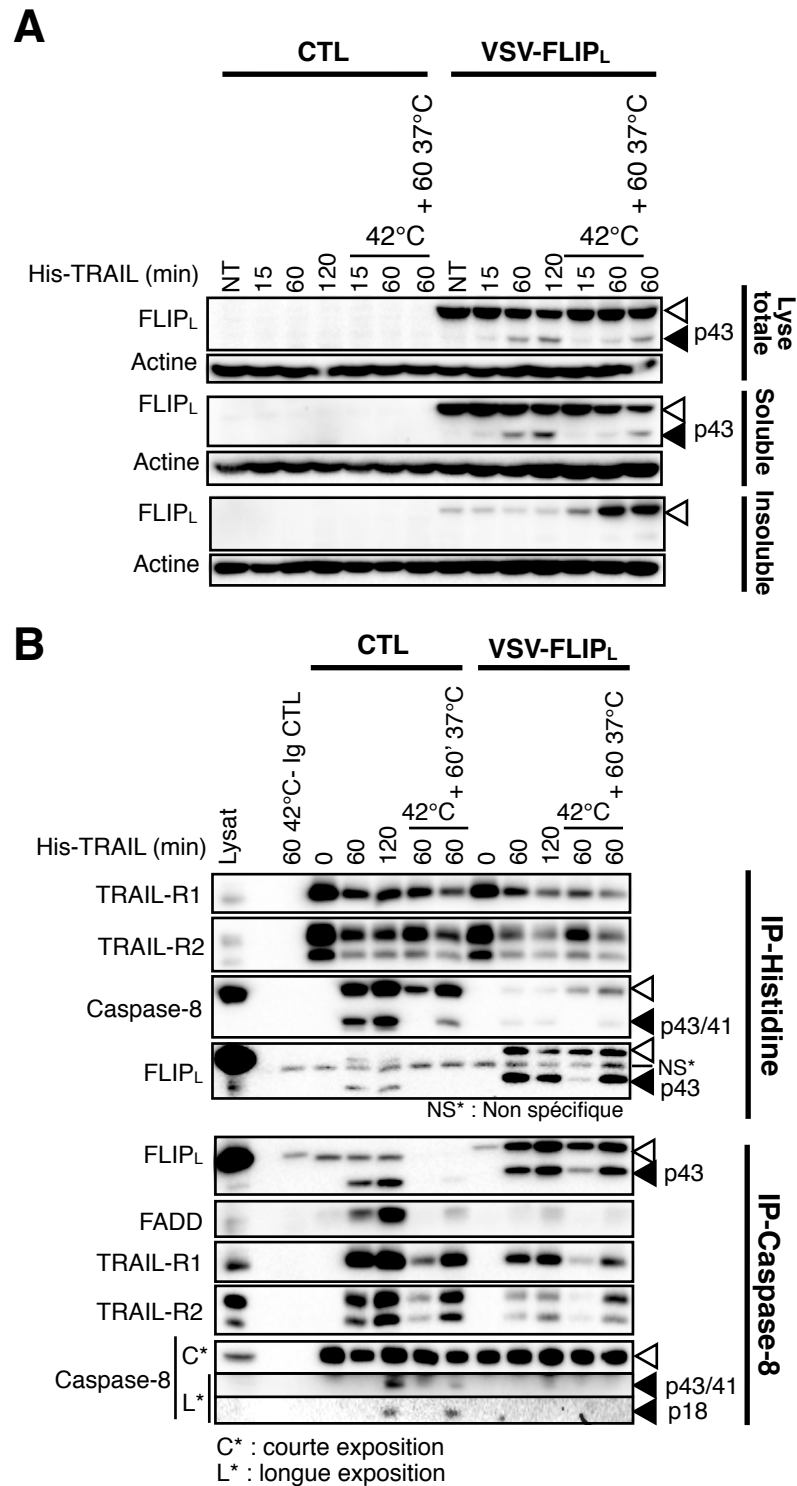 A
CTL
VSV-FLIPL
+ 60 37°C
+ 60 37°C
42°C
42°C
His-TRAIL (min)
NT 15 60 120 15 60 60 NT 15 60 120 15 60 60
FLIPL
p43
Actine
Lyse totale
FLIPL
p43
Actine
Soluble
FLIPL
Actine
Insoluble
B
CTL
VSV-FLIPL
+ 60' 37°C
+ 60 37°C
42°C
42°C
His-TRAIL (min)
Lysat 60 42°C- Ig CTL 0 60 120 60 60 0 60 120 60 60
TRAIL-R1
TRAIL-R2
Caspase-8
p43/41
FLIPL
NS*
p43
NS* : Non spécifique
IP-Histidine
FLIPL
p43
FADD
TRAIL-R1
TRAIL-R2
Caspase-8
C*
L*
p43/41
p18
IP-Caspase-8
C* : courte exposition
L* : longue exposition